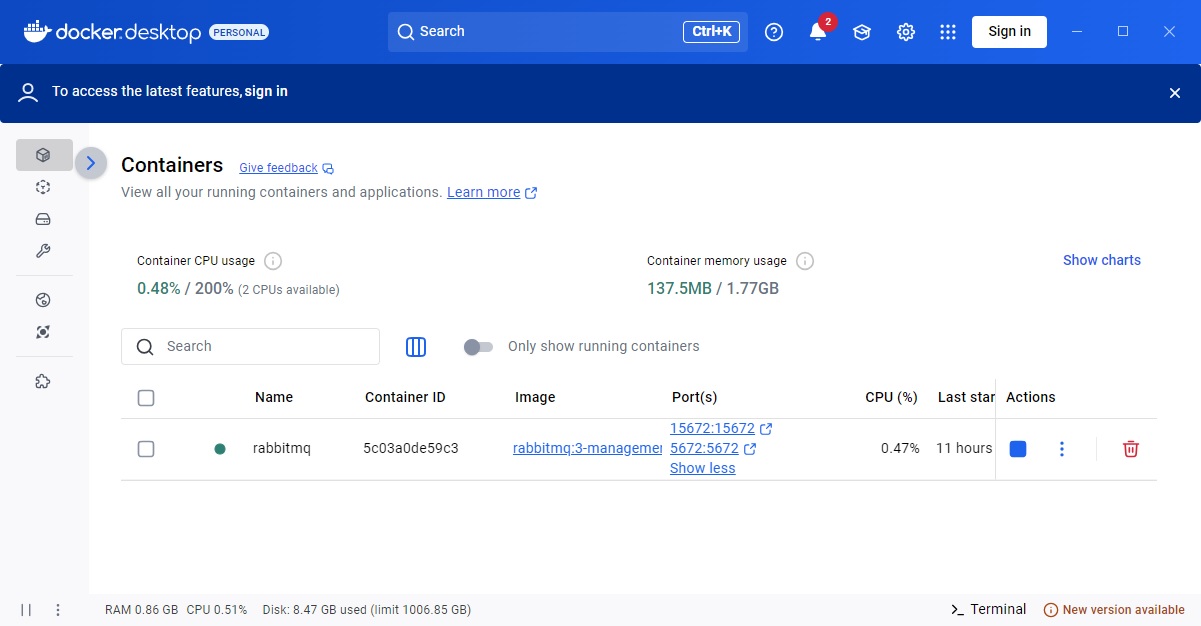 docker desktop PERSONAL
Search Ctrl+K
2
Sign in
To access the latest features, sign in
Containers Give feedback
View all your running containers and applications. Learn more
Container CPU usage
0.48% / 200% (2 CPUs available)
Container memory usage
137.5MB / 1.77GB
Show charts
Search
Only show running containers
Name Container ID Image Port(s) CPU (%) Last star Actions
rabbitmq 5c03a0de59c3 rabbitmq:3-managemer 15672:15672
5672:5672
Show less
0.47% 11 hours
RAM 0.86 GB CPU 0.51% Disk: 8.47 GB used (limit 1006.85 GB)
Terminal
New version available